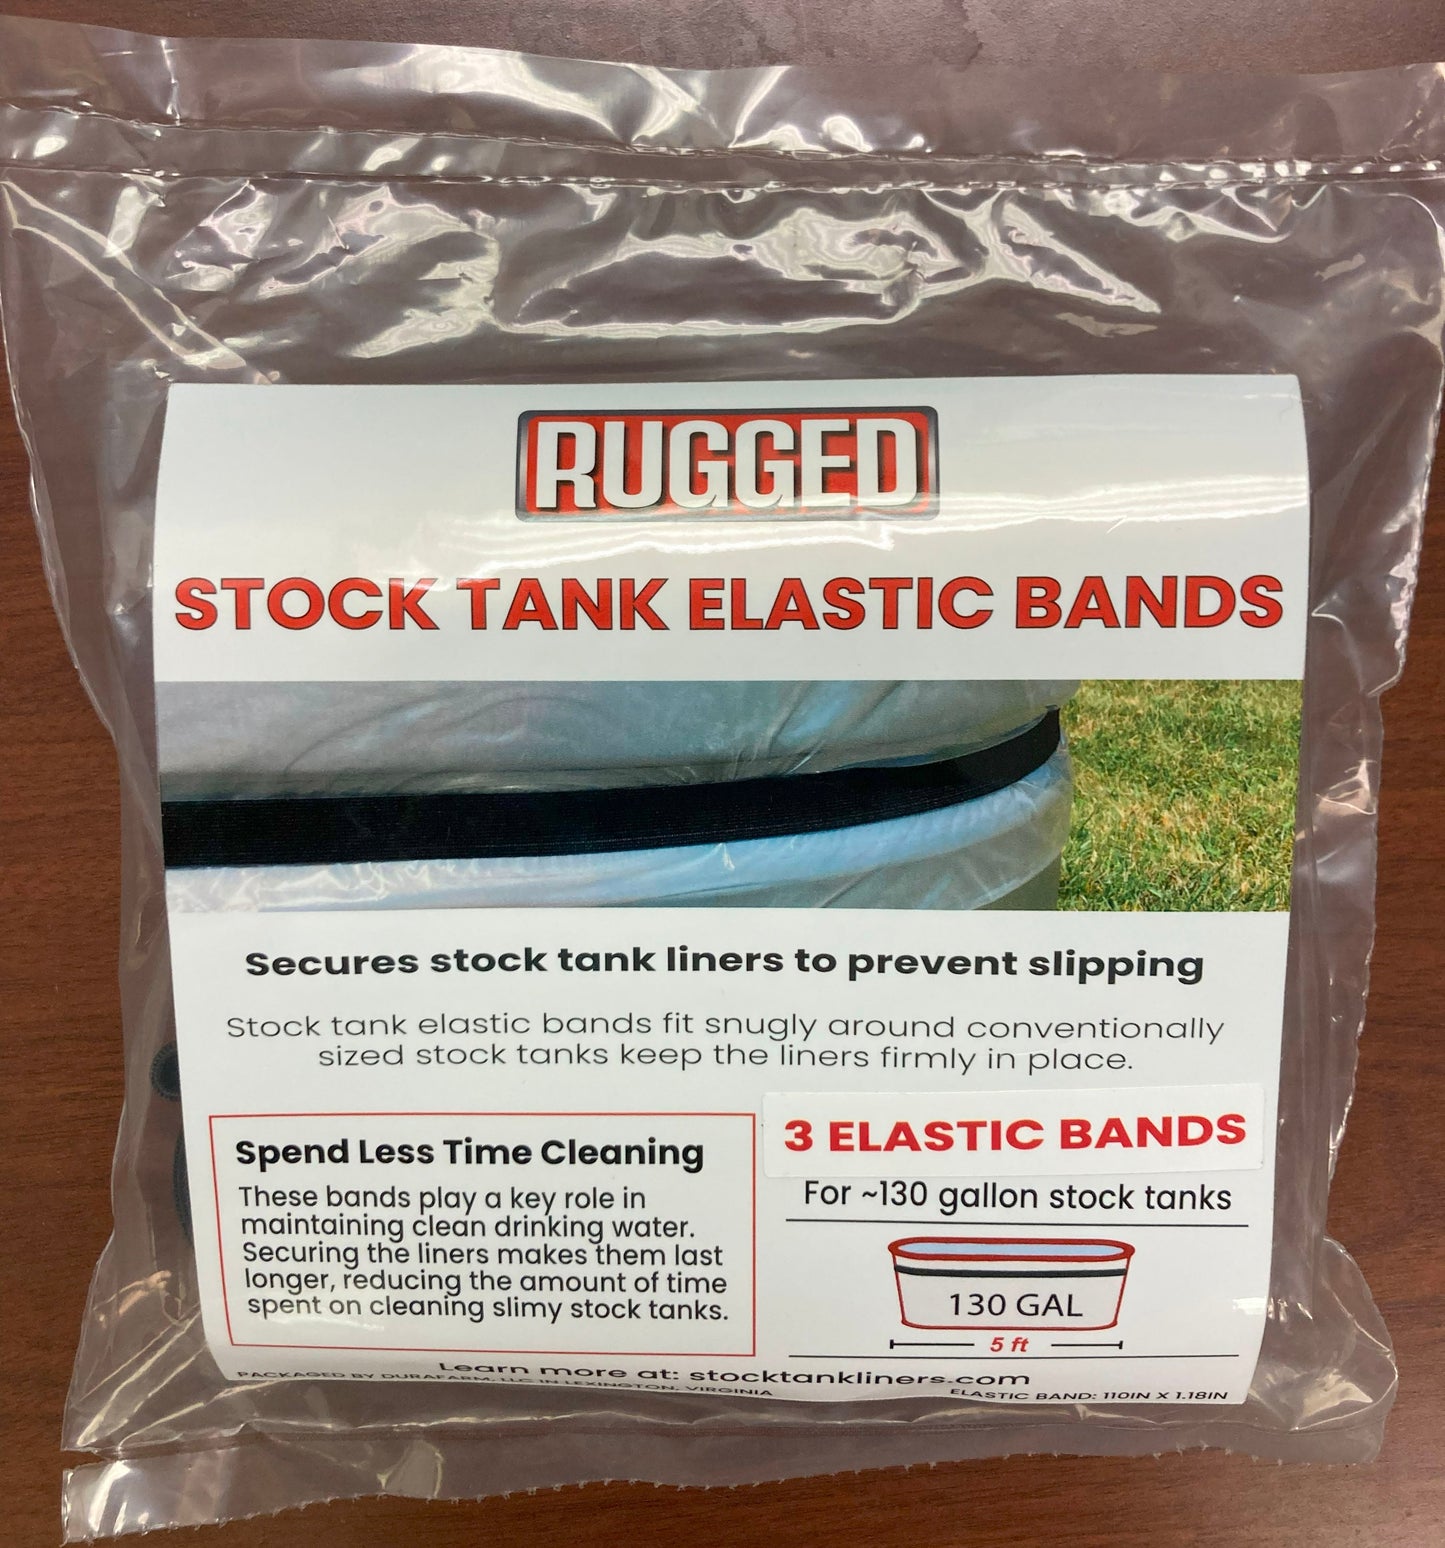 RUGGED
STOCK TANK ELASTIC BANDS
Secures stock tank liners to prevent slipping
Stock tank elastic bands fit snugly around conventionally
sized stock tanks keep the liners firmly in place.
Spend Less Time Cleaning
These bands play a key role in
maintaining clean drinking water.
Securing the liners makes them last
longer, reducing the amount of time
spent on cleaning slimy stock tanks.
3 ELASTIC BANDS
For ~130 gallon stock tanks
130 GAL
5 ft
Learn more at: stocktankliners.com
PACKAGED BY DURAFARM, LLC IN LEXINGTON, VIRGINIA
ELASTIC BAND: 110IN X 1.18IN